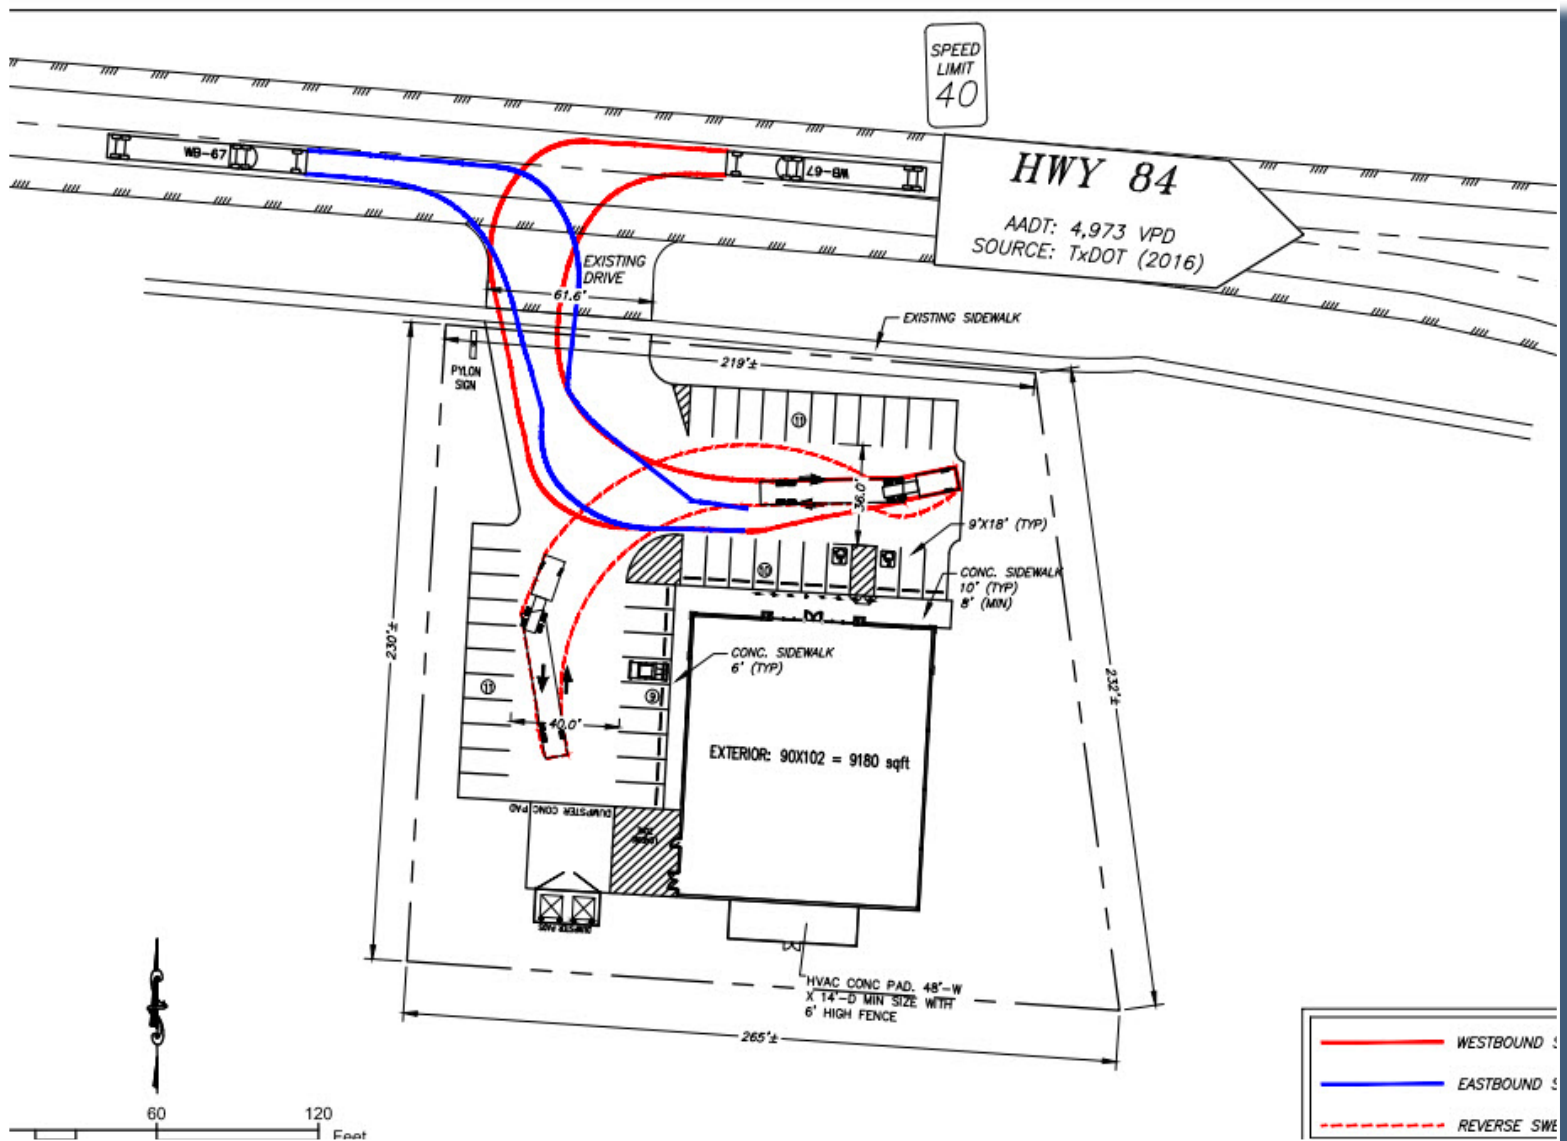 SPEED
LIMIT
40
WB-67
WB-67
HWY 84
AADT: 4,973 VPD
SOURCE: TxDOT (2016)
EXISTING
DRIVE
61.6'
EXISTING SIDEWALK
219'±
PYLON
SIGN
11
36.0'
9'X18' (TYP)
10
CONC. SIDEWALK
10' (TYP)
8' (MIN)
230'±
232'±
CONC. SIDEWALK
6' (TYP)
11
9
40.0'
EXTERIOR: 90X102 = 9180 sqft
DUMPSTER CONC PAD
DUMPSTER PADS
HVAC CONC PAD. 48'-W
X 14'-D MIN SIZE WITH
6' HIGH FENCE
265'±
WESTBOUND S
EASTBOUND S
REVERSE SWE
60
120
Feet